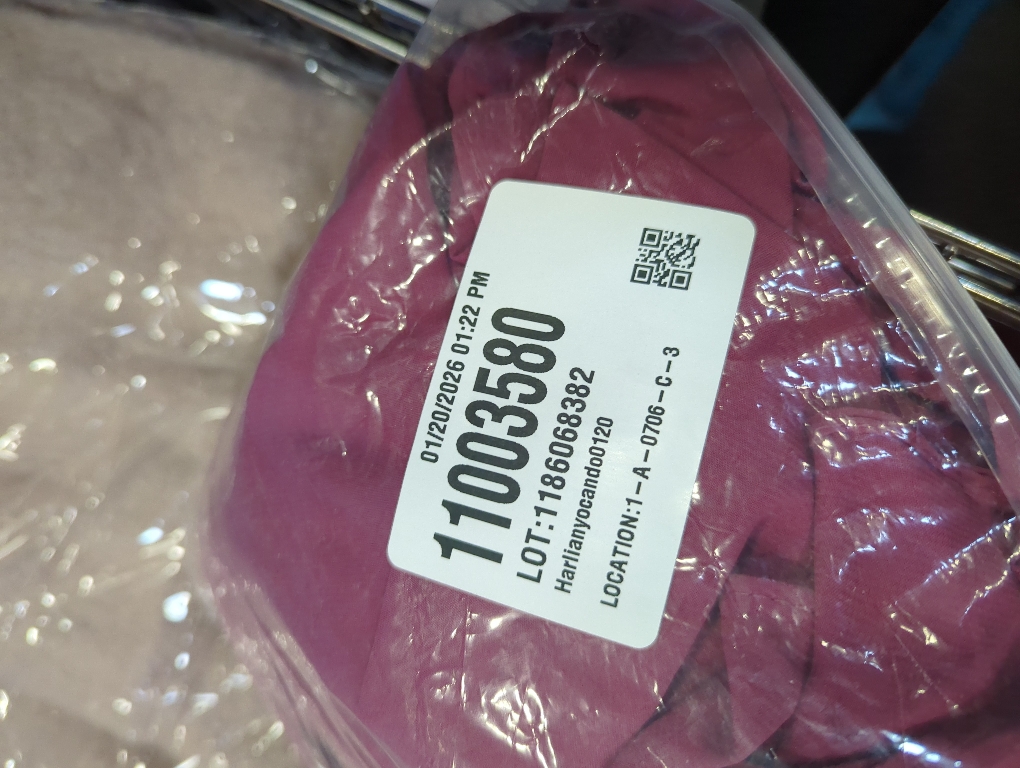 01/20/2026 01:22 PM
11003580
LOT:1186068382
Harlianyocando0120
LOCATION:1-A-0706-C-3